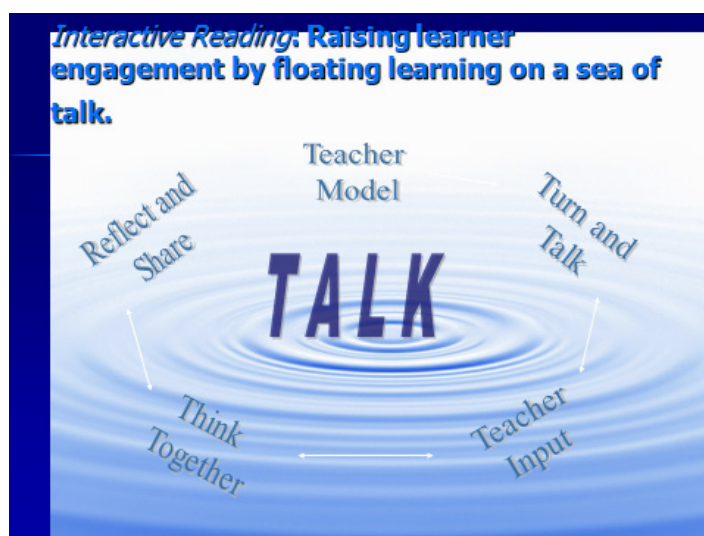 Interactive Reading: Raising learner
engagement by floating learning on a sea of
talk.
Teacher
Model
Reflect and
Share
Turn and
Talk
TALK
Think
Together
Teacher
Input